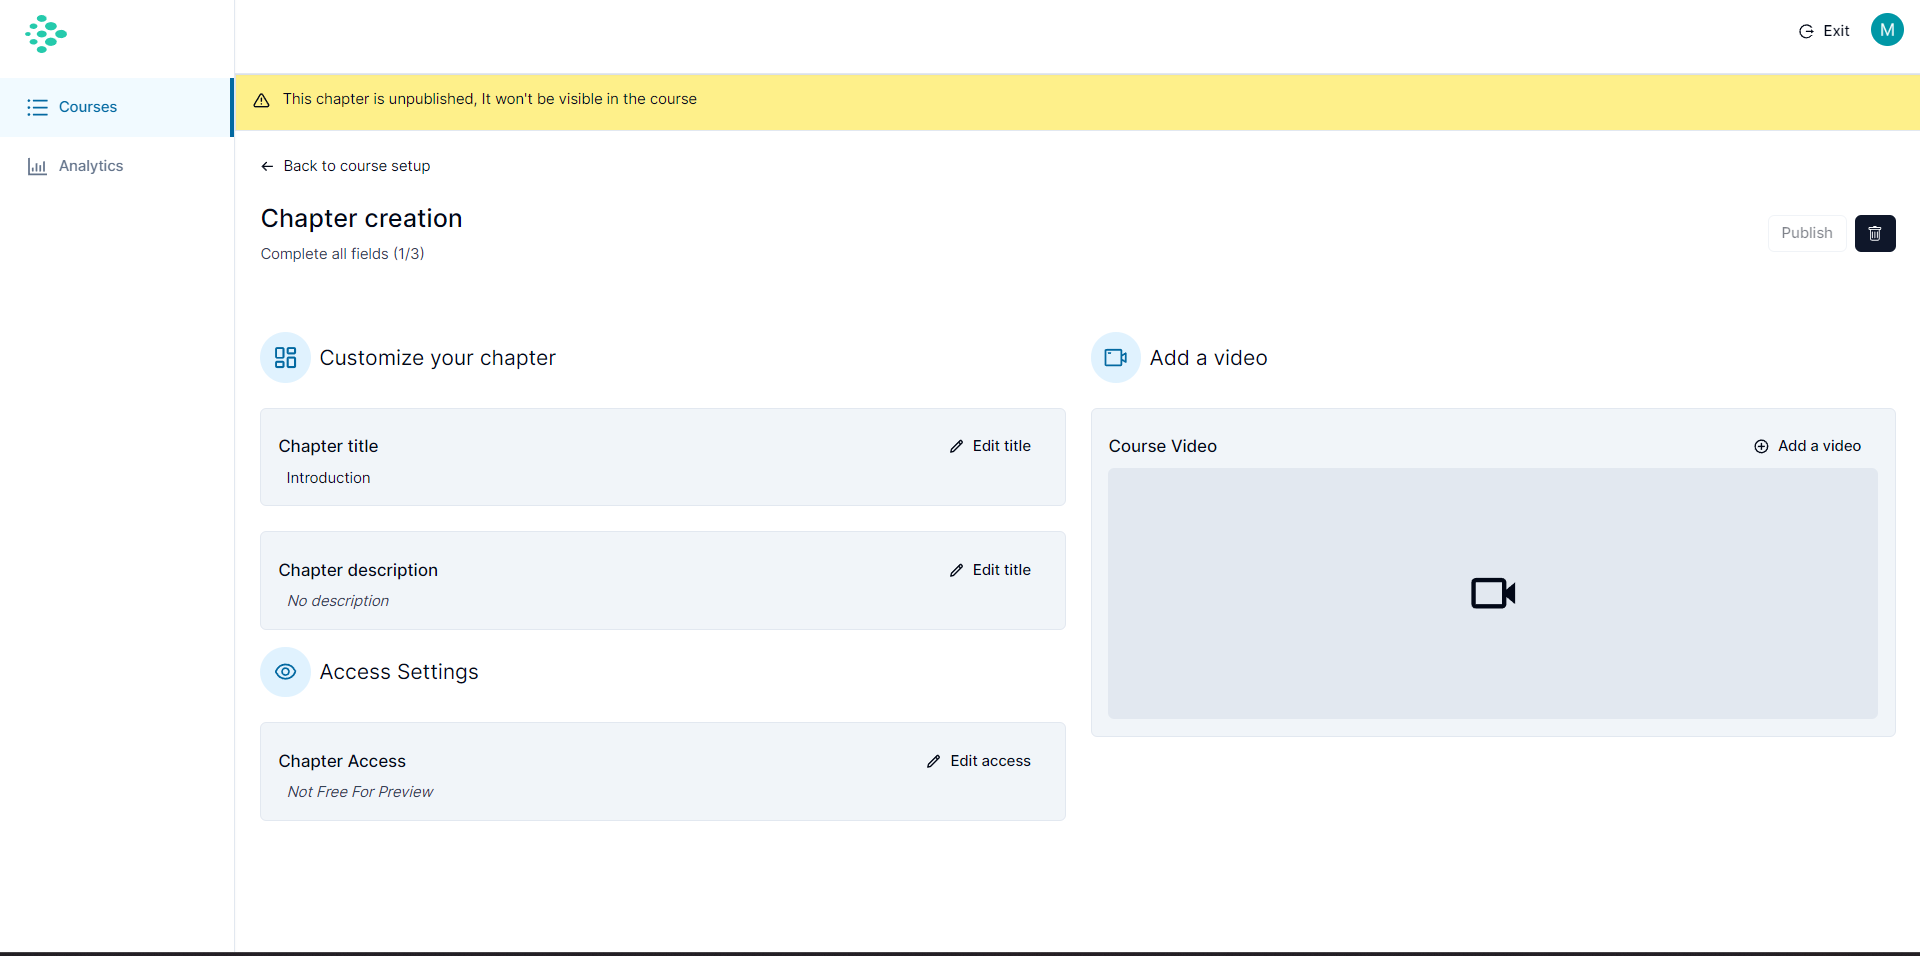 Exit
M
Courses
Analytics
This chapter is unpublished, It won't be visible in the course
Back to course setup
Chapter creation
Complete all fields (1/3)
Publish
Customize your chapter
Chapter title
Edit title
Introduction
Chapter description
Edit title
No description
Access Settings
Chapter Access
Edit access
Not Free For Preview
Add a video
Course Video
Add a video